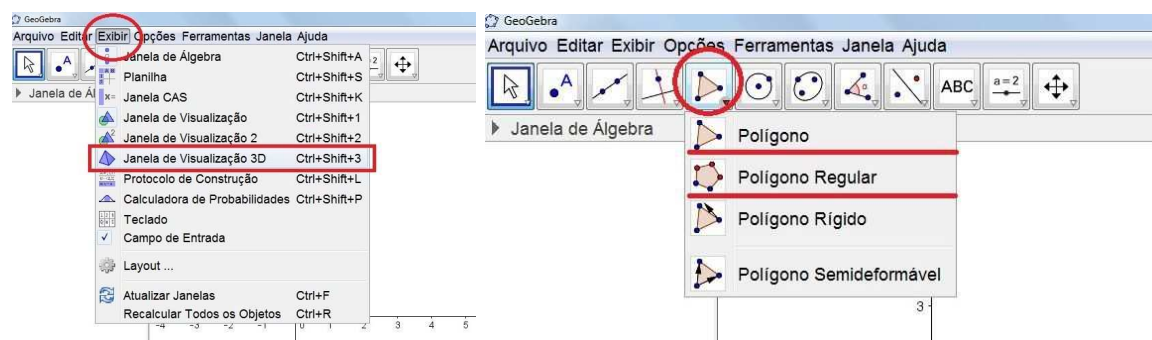 GeoGebra
Arquivo Editar Exibir Opções Ferramentas Janela Ajuda
Janela de Álgebra Ctrl+Shift+A
Planilha Ctrl+Shift+S
Janela CAS Ctrl+Shift+K
Janela de Visualização Ctrl+Shift+1
Janela de Visualização 2 Ctrl+Shift+2
Janela de Visualização 3D Ctrl+Shift+3
Protocolo de Construção Ctrl+Shift+L
Calculadora de Probabilidades Ctrl+Shift+P
Teclado
Campo de Entrada
Layout ...
Atualizar Janelas Ctrl+F
Recalcular Todos os Objetos Ctrl+R
-4 -3 -2 -1 0 1 2 3 4 5
GeoGebra
Arquivo Editar Exibir Opções Ferramentas Janela Ajuda
A ABC a=2
Janela de Álgebra
Polígono
Polígono Regular
Polígono Rígido
Polígono Semideformável
3